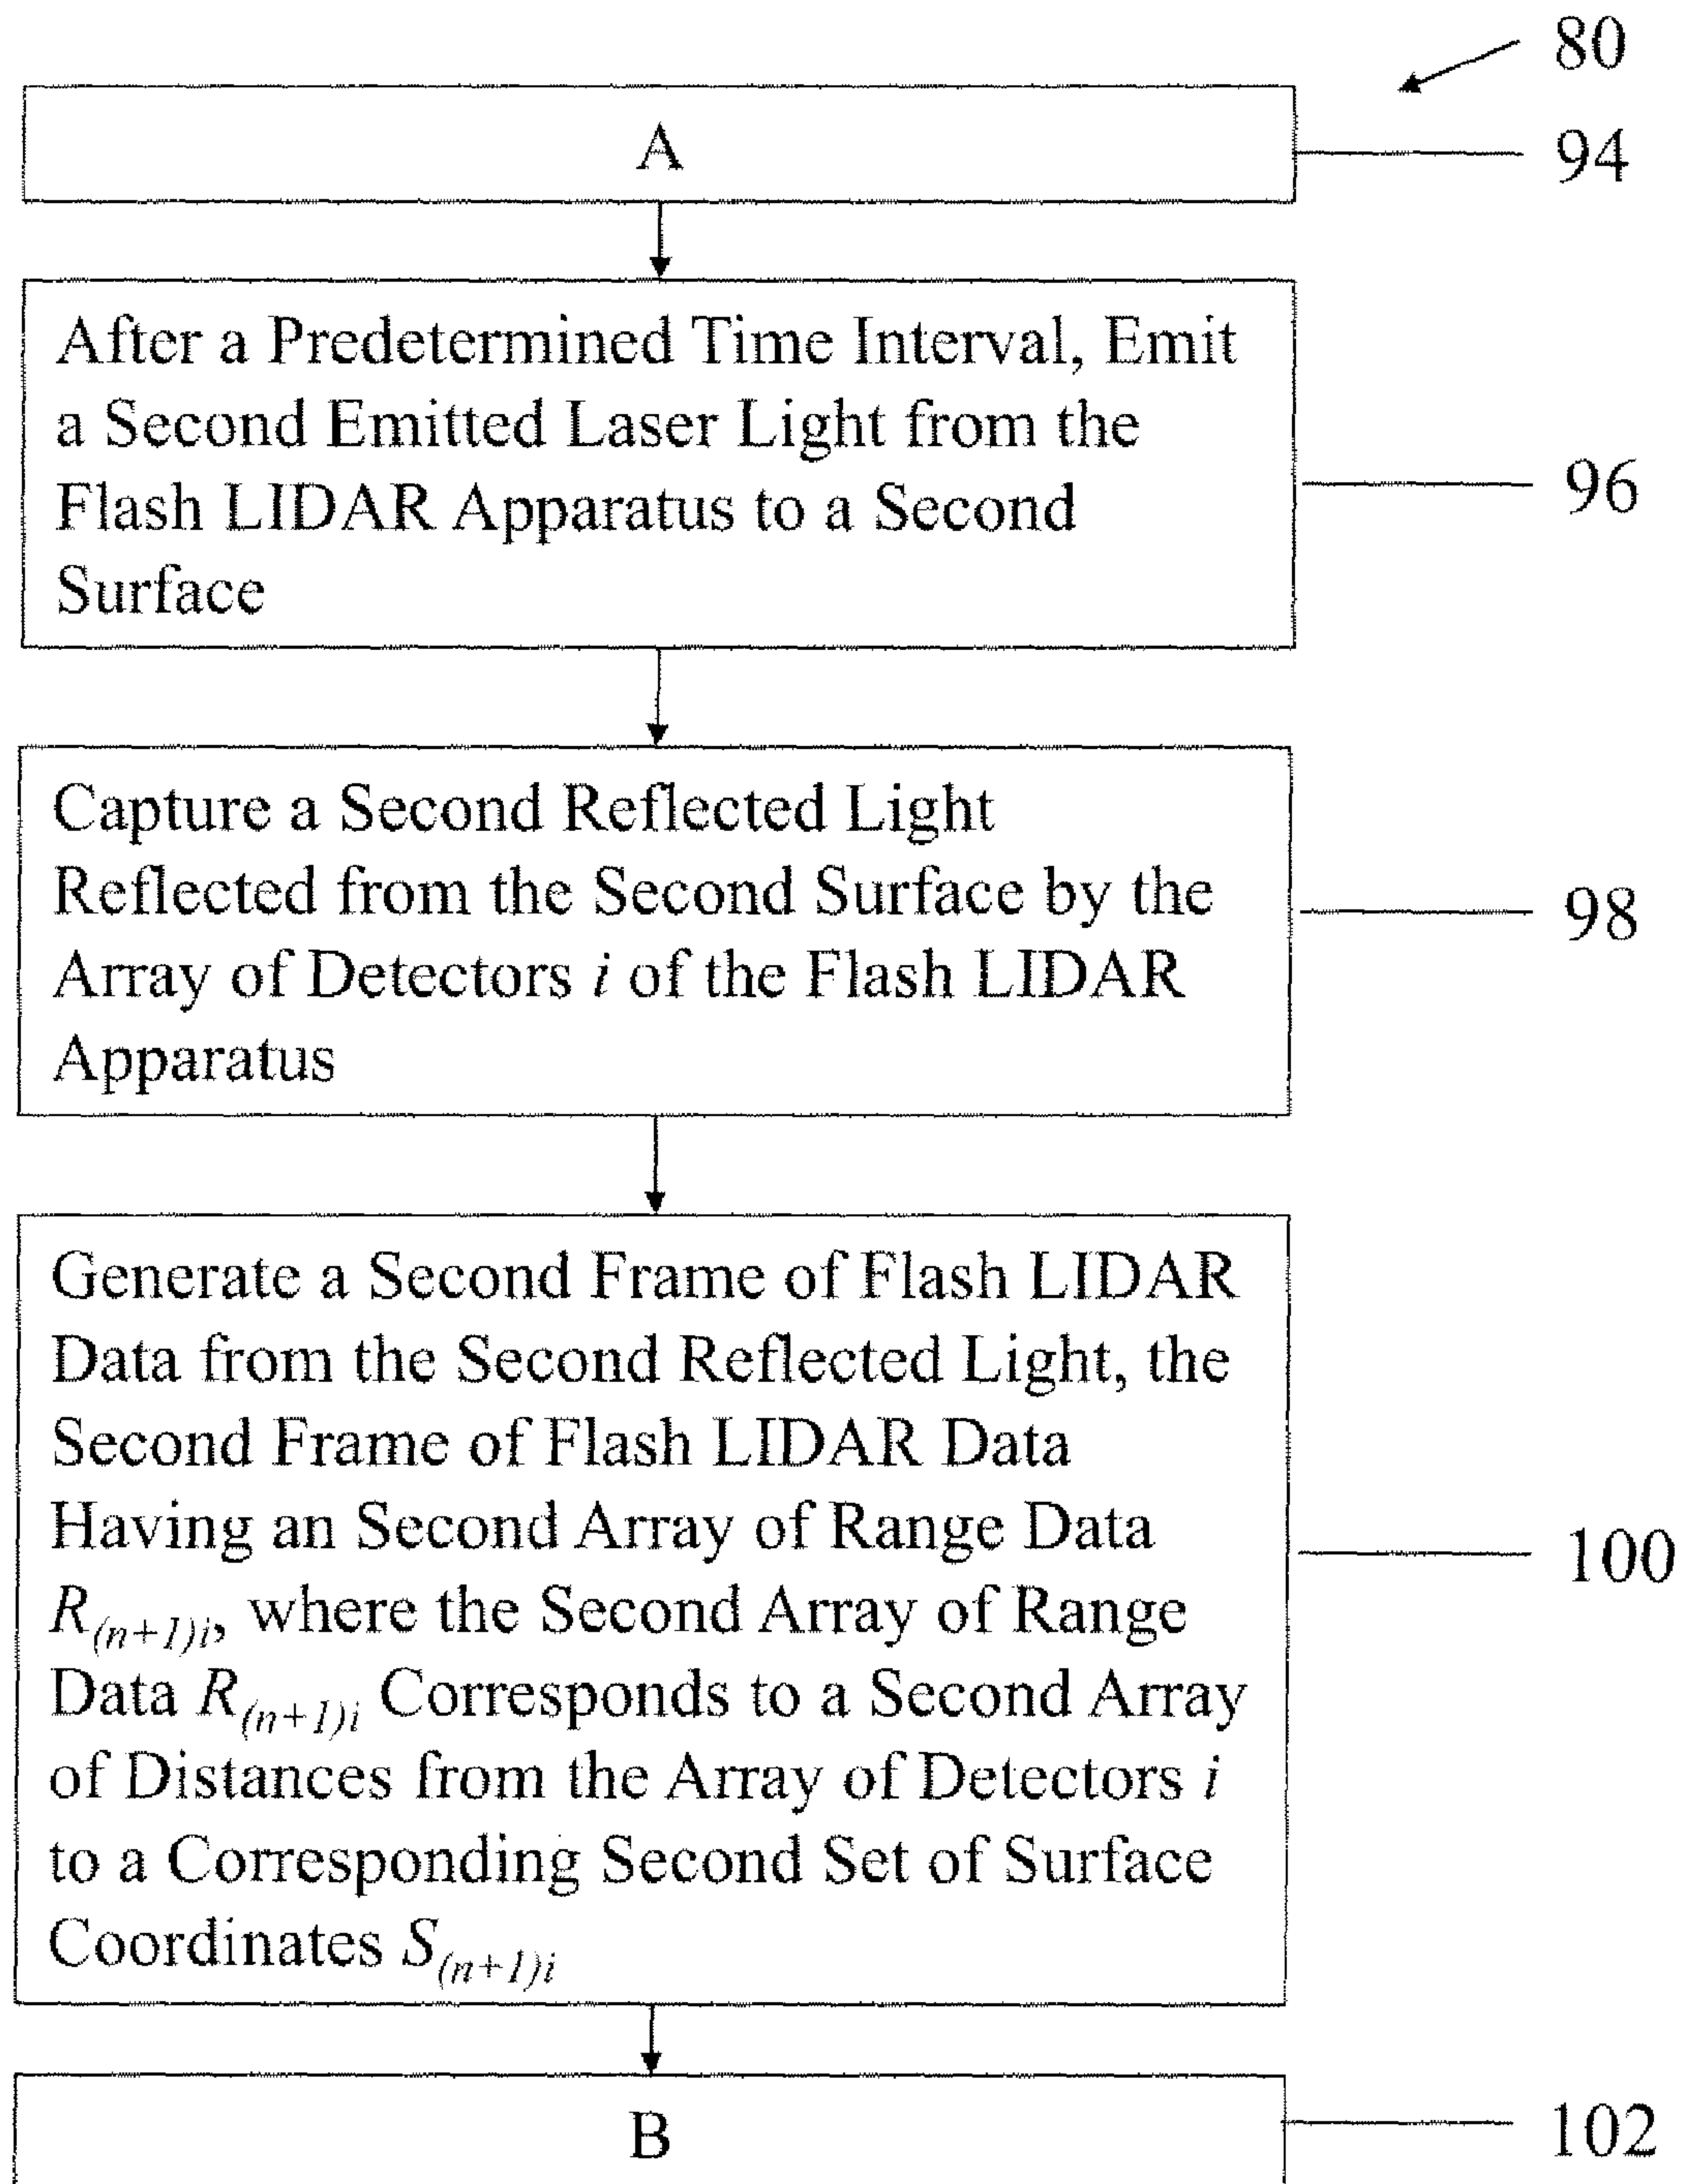 80
A
94
After a Predetermined Time Interval, Emit
a Second Emitted Laser Light from the
Flash LIDAR Apparatus to a Second
Surface
96
Capture a Second Reflected Light
Reflected from the Second Surface by the
Array of Detectors i of the Flash LIDAR
Apparatus
98
Generate a Second Frame of Flash LIDAR
Data from the Second Reflected Light, the
Second Frame of Flash LIDAR Data
Having an Second Array of Range Data
R(n+1)i, where the Second Array of Range
Data R(n+1)i Corresponds to a Second Array
of Distances from the Array of Detectors i
to a Corresponding Second Set of Surface
Coordinates S(n+1)i
100
B
102